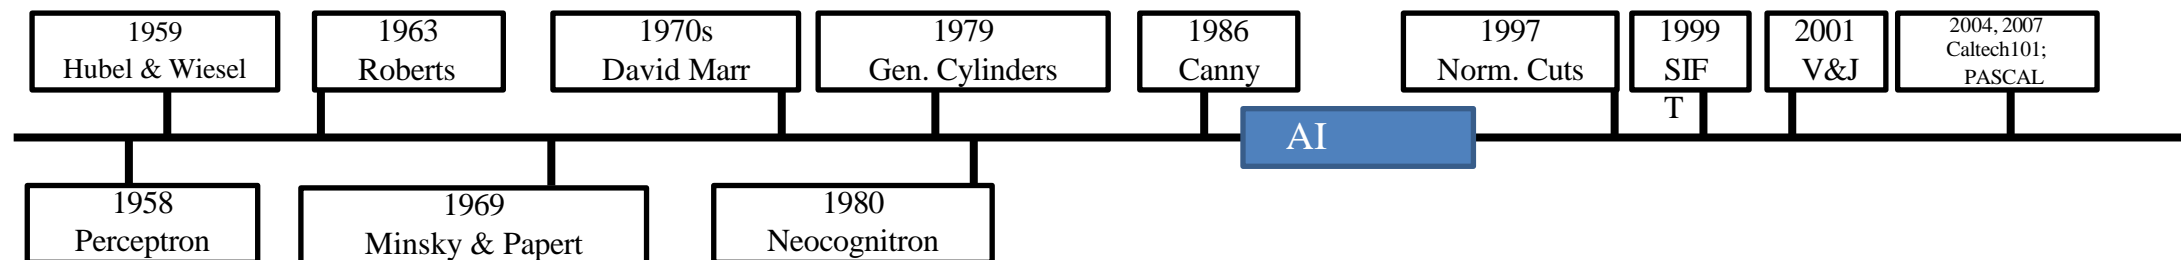 1959
Hubel & Wiesel
1963
Roberts
1970s
David Marr
1979
Gen. Cylinders
1986
Canny
1997
Norm. Cuts
1999
SIF
T
2001
V&J
2004, 2007
Caltech101;
PASCAL
AI
1958
Perceptron
1969
Minsky & Papert
1980
Neocognitron